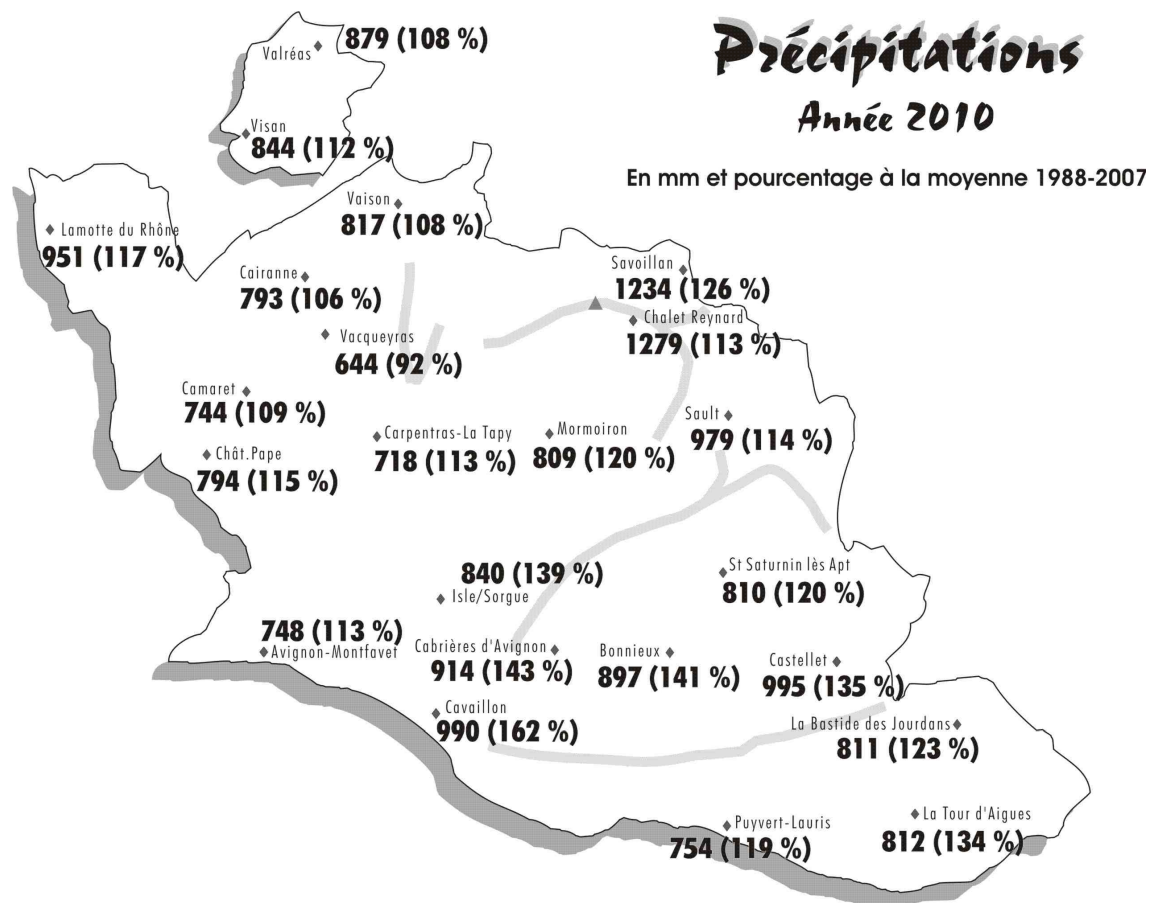 Précipitations
Année 2010
En mm et pourcentage à la moyenne 1988-2007
879 (108 %)
Valréas
Visan
844 (112 %)
Vaison
817 (108 %)
Lamotte du Rhône
951 (117 %)
Cairanne
793 (106 %)
Savoillan
1234 (126 %)
Chalet Reynard
1279 (113 %)
Vacqueyras
644 (92 %)
Camaret
744 (109 %)
Carpentras-La Tapy
718 (113 %)
Mormoiron
809 (120 %)
Sault
979 (114 %)
Chât.Pape
794 (115 %)
840 (139 %)
Isle/Sorgue
St Saturnin lès Apt
810 (120 %)
748 (113 %)
Avignon-Montfavet
Cabrières d'Avignon
914 (143 %)
Bonnieux
897 (141 %)
Castellet
995 (135 %)
Cavaillon
990 (162 %)
La Bastide des Jourdans
811 (123 %)
Puyvert-Lauris
754 (119 %)
La Tour d'Aigues
812 (134 %)